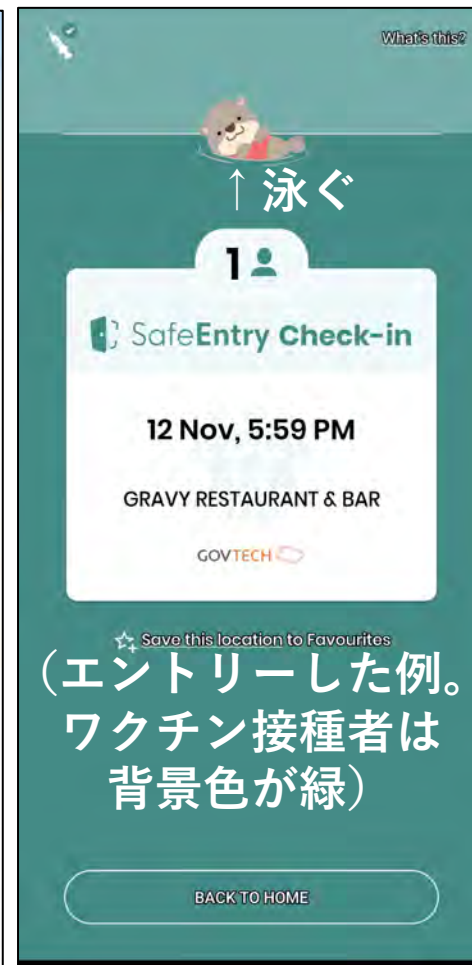 What's this?
↑泳ぐ
1
SafeEntry Check-in
12 Nov, 5:59 PM
GRAVY RESTAURANT & BAR
GOVTECH
Save this location to Favourites
（エントリーした例。
ワクチン接種者は
背景色が緑）
BACK TO HOME